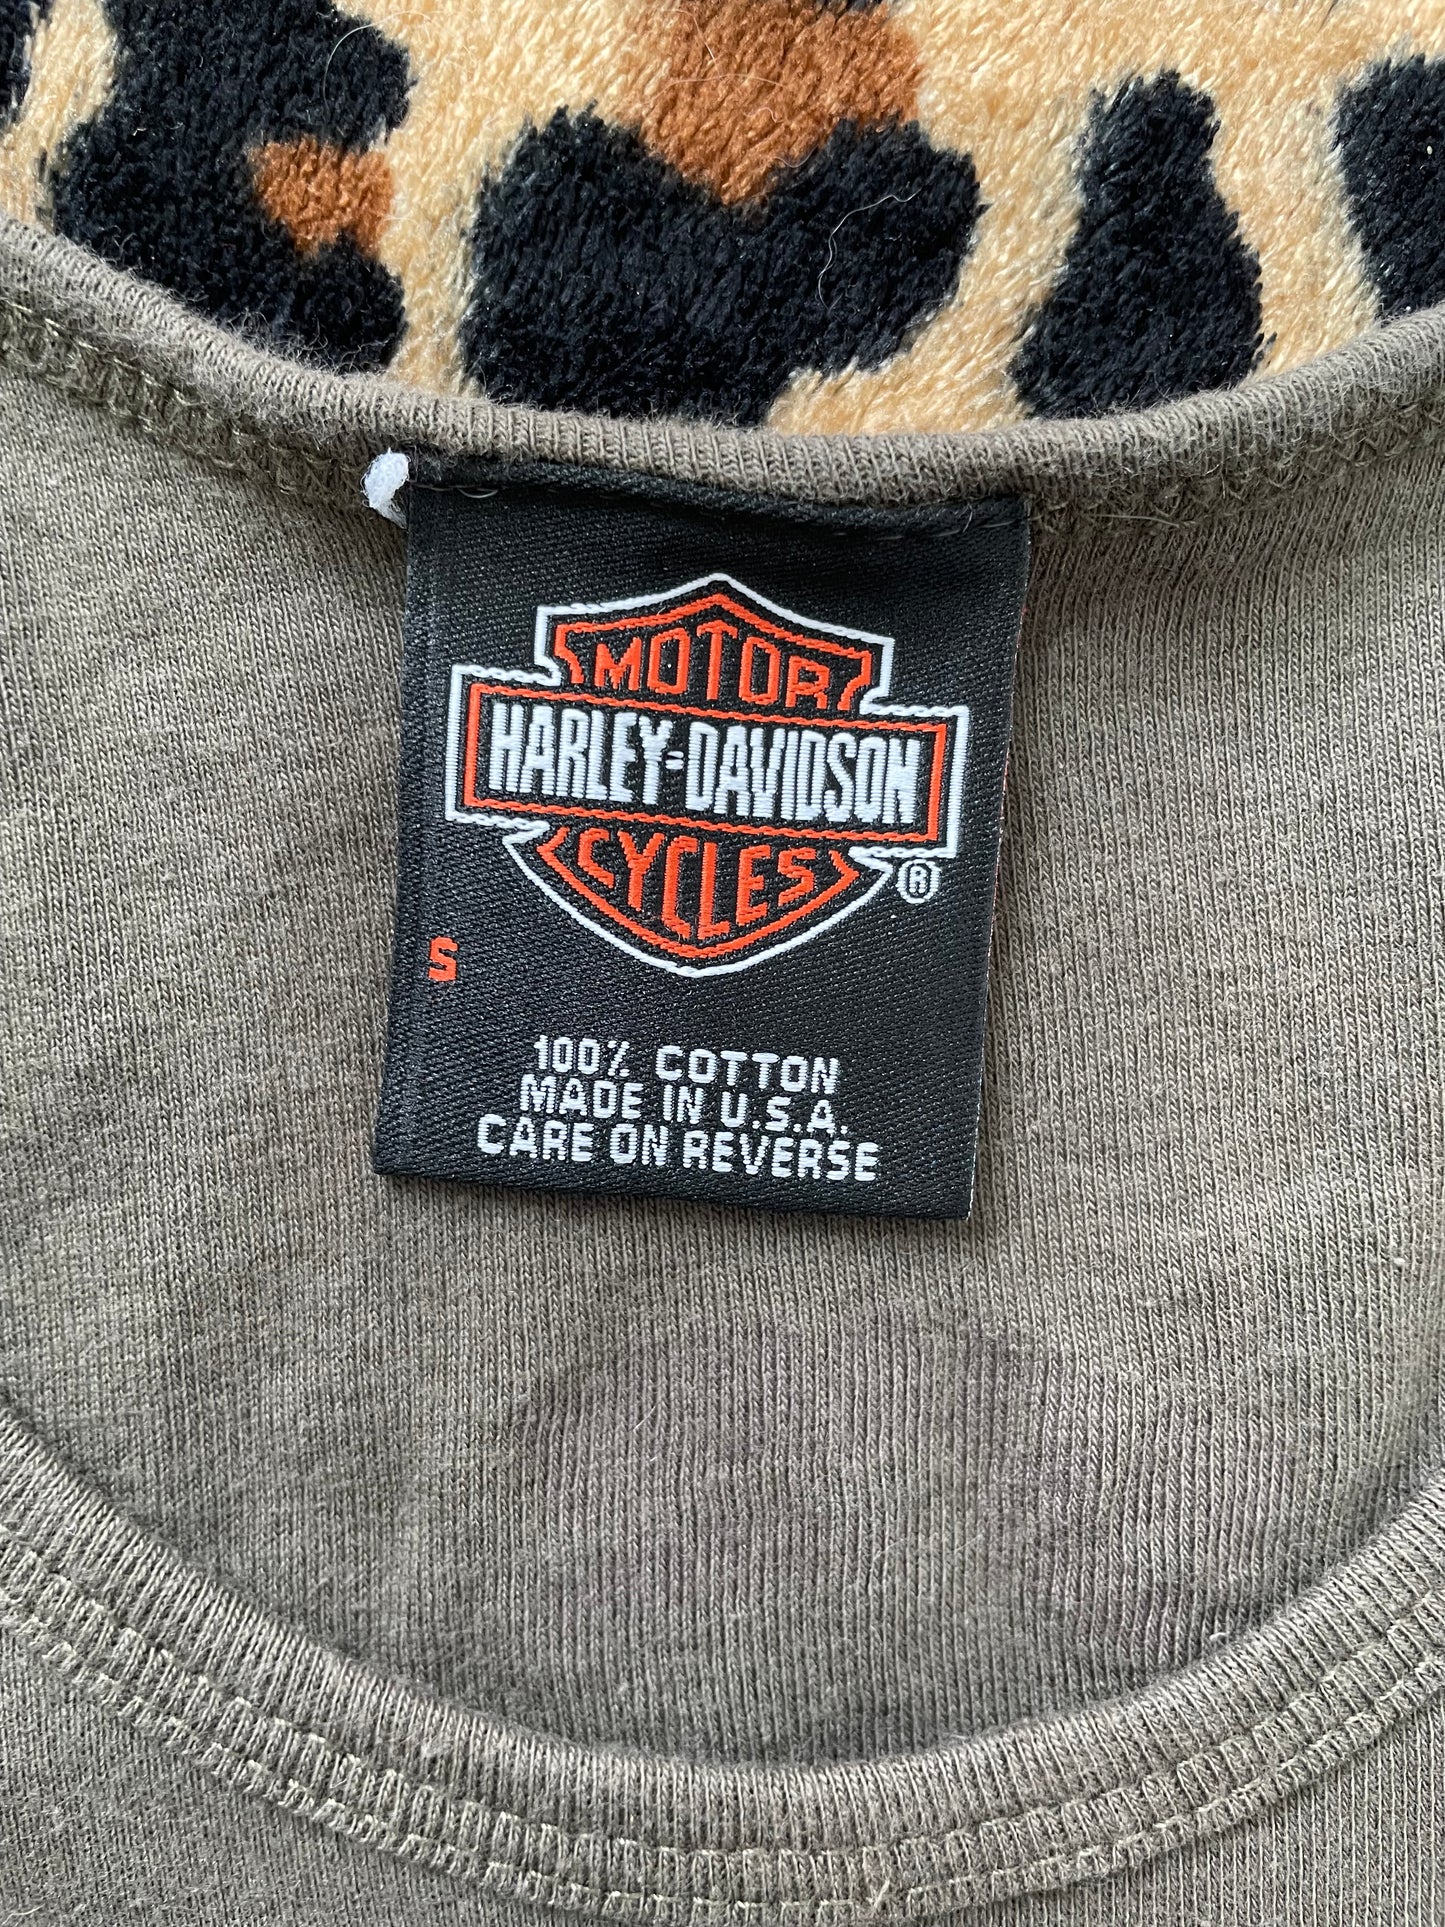 MOTOR
HARLEY-DAVIDSON
CYCLES
®
S
100% COTTON
MADE IN U.S.A.
CARE ON REVERSE